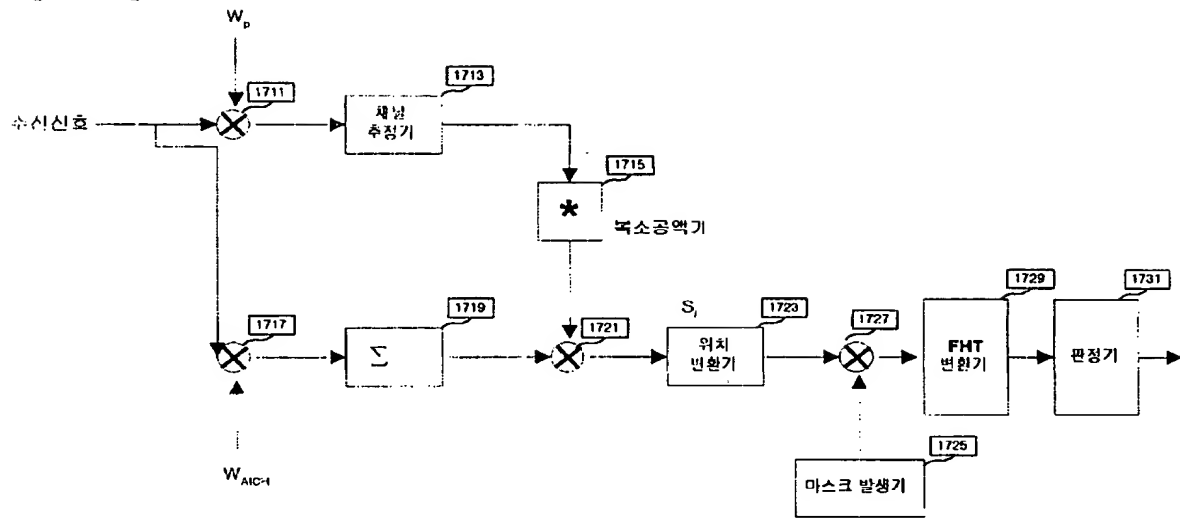 W_p
1711
1713
채널
추정기
수신신호
1715
*
복소공액기
1717
1719
Σ
1721
S_i
1723
위치
변환기
1727
1729
FHT
변환기
1731
판정기
1725
마스크 발생기
W_AICH